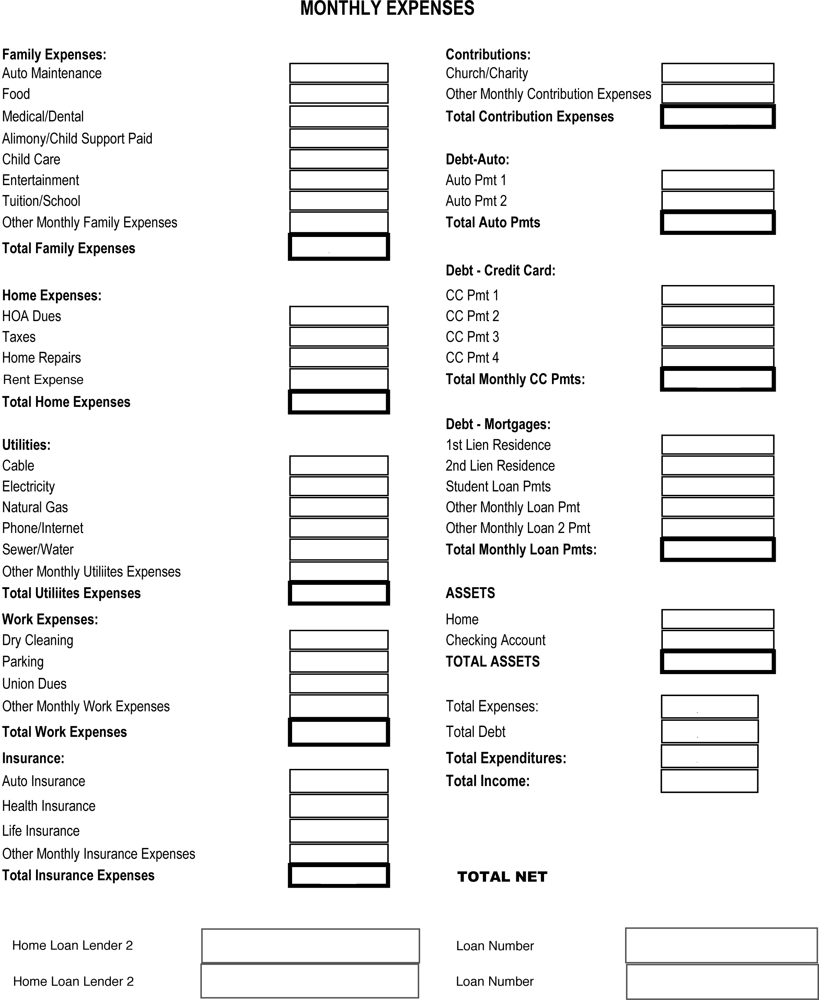 MONTHLY EXPENSES
Family Expenses:
Auto Maintenance
Food
Medical/Dental
Alimony/Child Support Paid
Child Care
Entertainment
Tuition/School
Other Monthly Family Expenses
Total Family Expenses
Home Expenses:
HOA Dues
Taxes
Home Repairs
Rent Expense
Total Home Expenses
Utilities:
Cable
Electricity
Natural Gas
Phone/Internet
Sewer/Water
Other Monthly Utiliites Expenses
Total Utiliites Expenses
Work Expenses:
Dry Cleaning
Parking
Union Dues
Other Monthly Work Expenses
Total Work Expenses
Insurance:
Auto Insurance
Health Insurance
Life Insurance
Other Monthly Insurance Expenses
Total Insurance Expenses
Contributions:
Church/Charity
Other Monthly Contribution Expenses
Total Contribution Expenses
Debt-Auto:
Auto Pmt 1
Auto Pmt 2
Total Auto Pmts
Debt - Credit Card:
CC Pmt 1
CC Pmt 2
CC Pmt 3
CC Pmt 4
Total Monthly CC Pmts:
Debt - Mortgages:
1st Lien Residence
2nd Lien Residence
Student Loan Pmts
Other Monthly Loan Pmt
Other Monthly Loan 2 Pmt
Total Monthly Loan Pmts:
ASSETS
Home
Checking Account
TOTAL ASSETS
Total Expenses:
Total Debt
Total Expenditures:
Total Income:
TOTAL NET
Home Loan Lender 2
Loan Number
Home Loan Lender 2
Loan Number